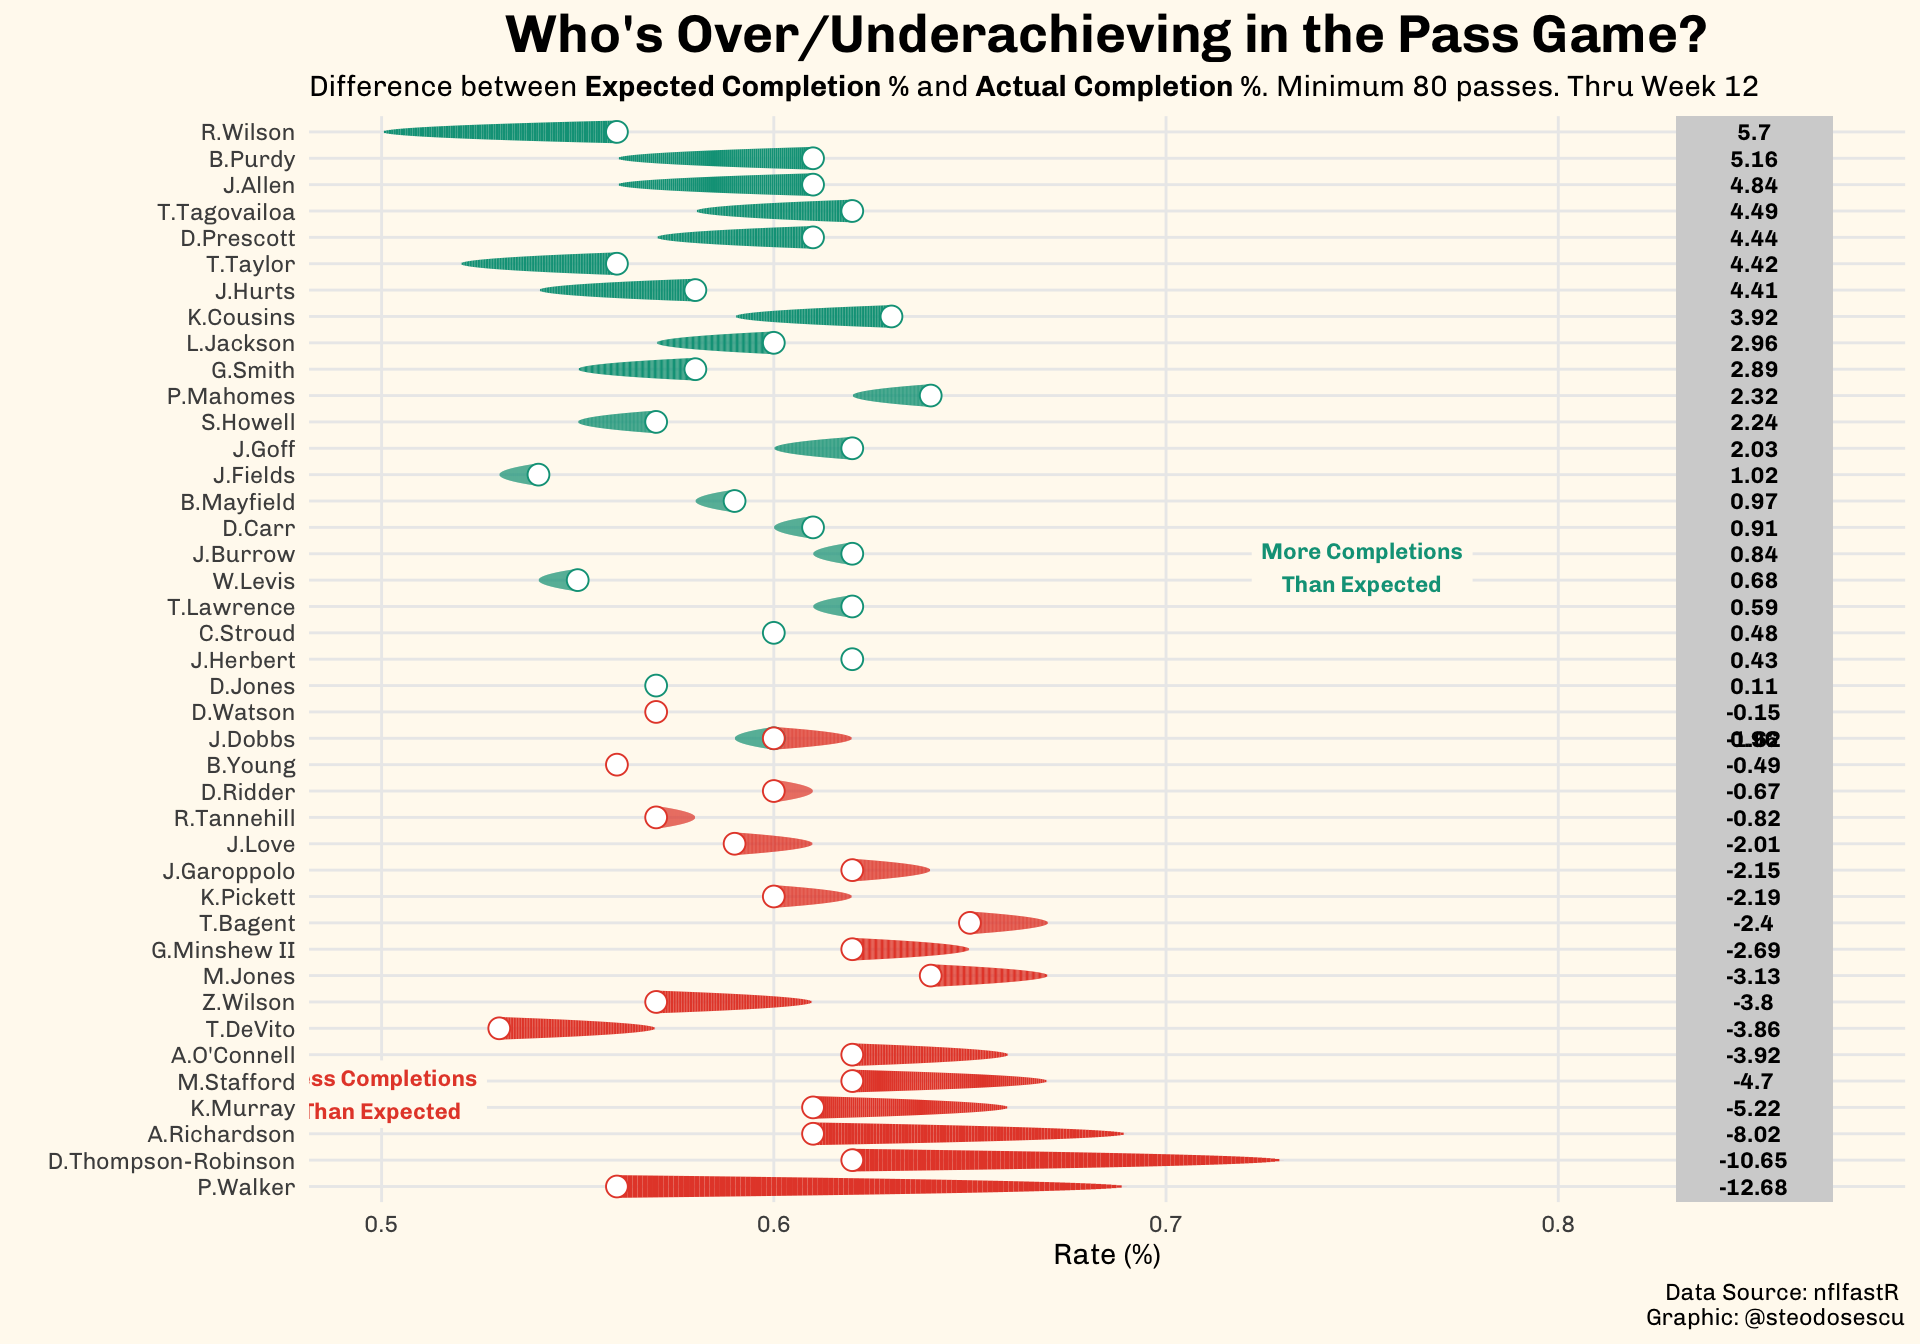 Who's Over/Underachieving in the Pass Game?
Difference between Expected Completion % and Actual Completion %. Minimum 80 passes. Thru Week 12
R.Wilson 5.7
B.Purdy 5.16
J.Allen 4.84
T.Tagovailoa 4.49
D.Prescott 4.44
T.Taylor 4.42
J.Hurts 4.41
K.Cousins 3.92
L.Jackson 2.96
G.Smith 2.89
P.Mahomes 2.32
S.Howell 2.24
J.Goff 2.03
J.Fields 1.02
B.Mayfield 0.97
D.Carr 0.91
J.Burrow 0.84
W.Levis 0.68
More Completions
Than Expected
T.Lawrence 0.59
C.Stroud 0.48
J.Herbert 0.43
D.Jones 0.11
D.Watson -0.15
J.Dobbs
B.Young -0.49
D.Ridder -0.67
R.Tannehill -0.82
J.Love -2.01
J.Garoppolo -2.15
K.Pickett -2.19
T.Bagent -2.4
G.Minshew II -2.69
M.Jones -3.13
Z.Wilson -3.8
T.DeVito -3.86
A.O'Connell -3.92
M.Stafford -4.7
K.Murray -5.22
ss Completions
Than Expected
A.Richardson -8.02
D.Thompson-Robinson -10.65
P.Walker -12.68
0.5 0.6 0.7 0.8
Rate (%)
Data Source: nflfastR
Graphic: @steodosescu